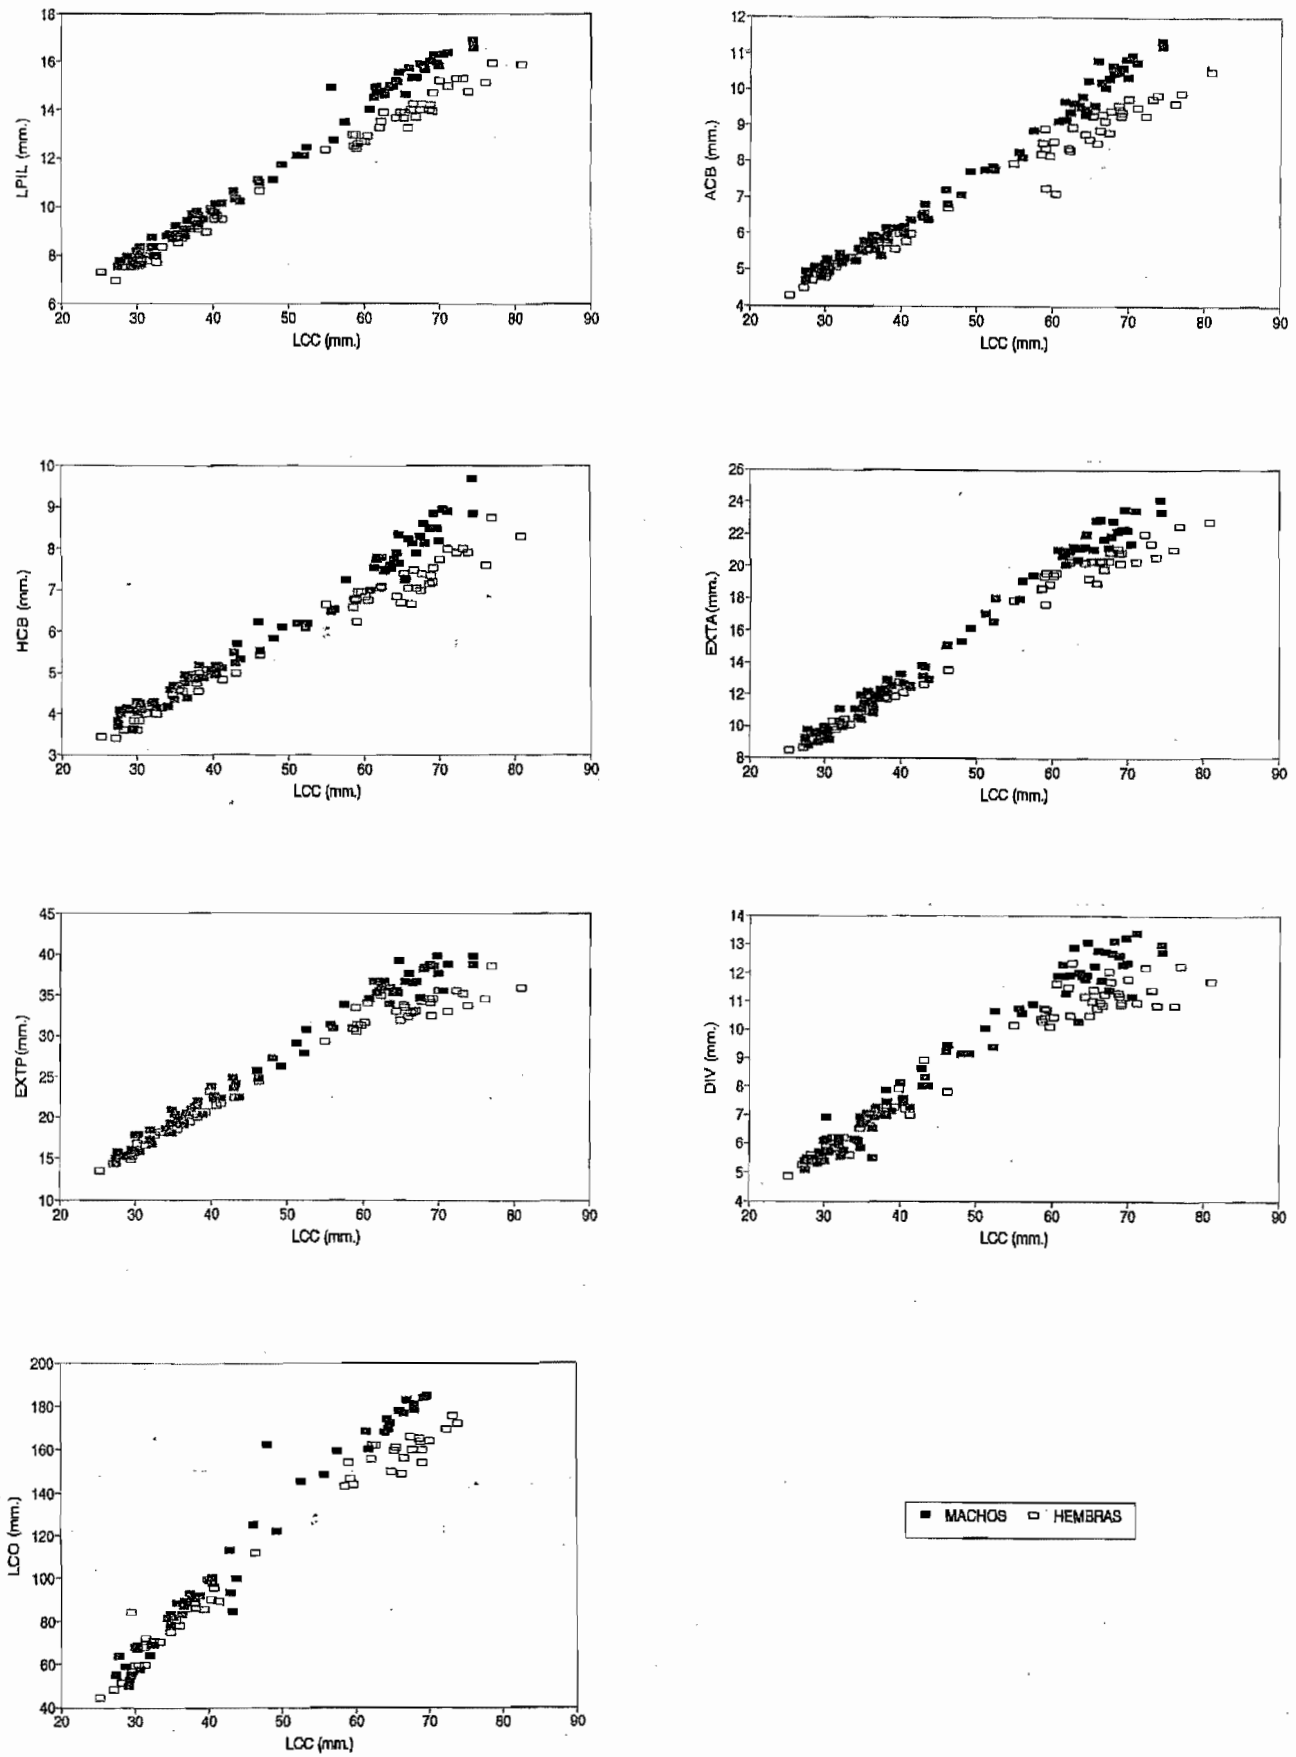 18
16
14
12
10
8
6
LPIL (mm.)
20 30 40 50 60 70 80 90
LCC (mm.)
12
11
10
9
8
7
6
5
4
ACB (mm.)
20 30 40 50 60 70 80 90
LCC (mm.)
10
9
8
7
6
5
4
3
HCB (mm.)
20 30 40 50 60 70 80 90
LCC (mm.)
26
24
22
20
18
16
14
12
10
8
EXTA (mm.)
20 30 40 50 60 70 80 90
LCC (mm.)
45
40
35
30
25
20
15
10
EXTP (mm.)
20 30 40 50 60 70 80 90
LCC (mm.)
14
13
12
11
10
9
8
7
6
5
4
DIV (mm.)
20 30 40 50 60 70 80 90
LCC (mm.)
200
180
160
140
120
100
80
60
40
LCO (mm.)
20 30 40 50 60 70 80 90
LCC (mm.)
MACHOS HEMBRAS